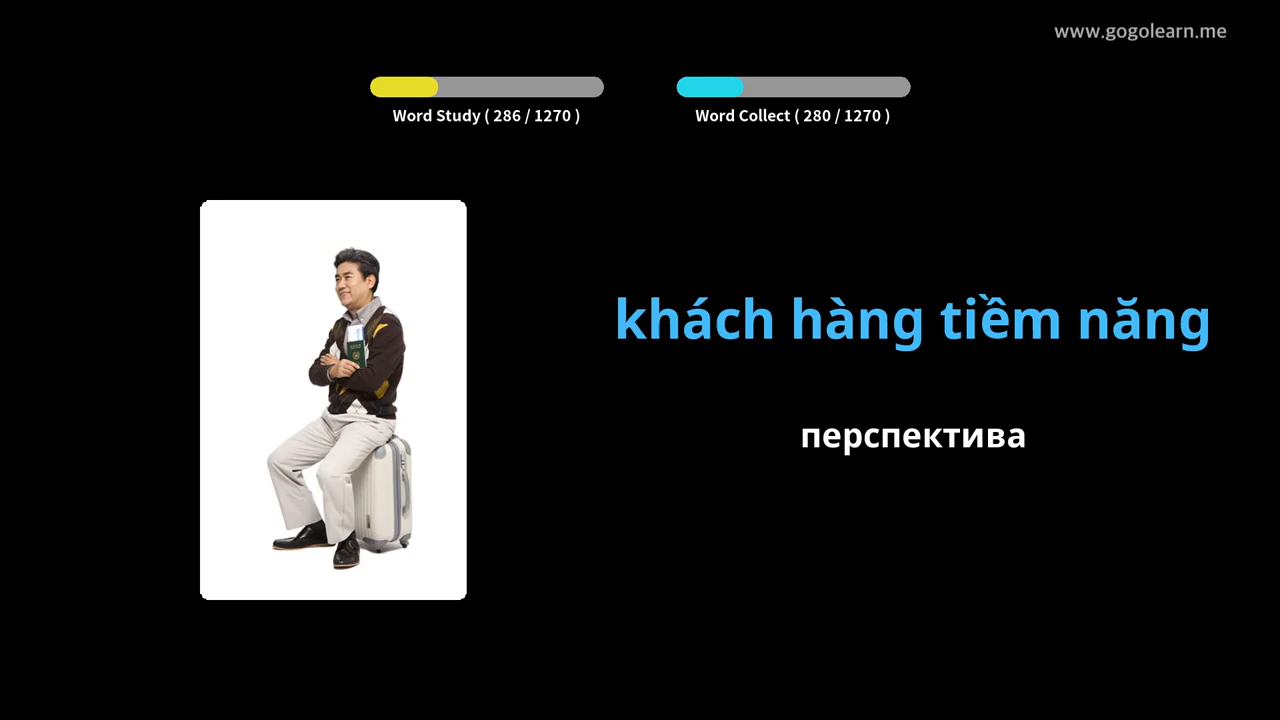 www.gogolearn.me
Word Study ( 286 / 1270 )
Word Collect ( 280 / 1270 )
khách hàng tiềm năng
перспектива